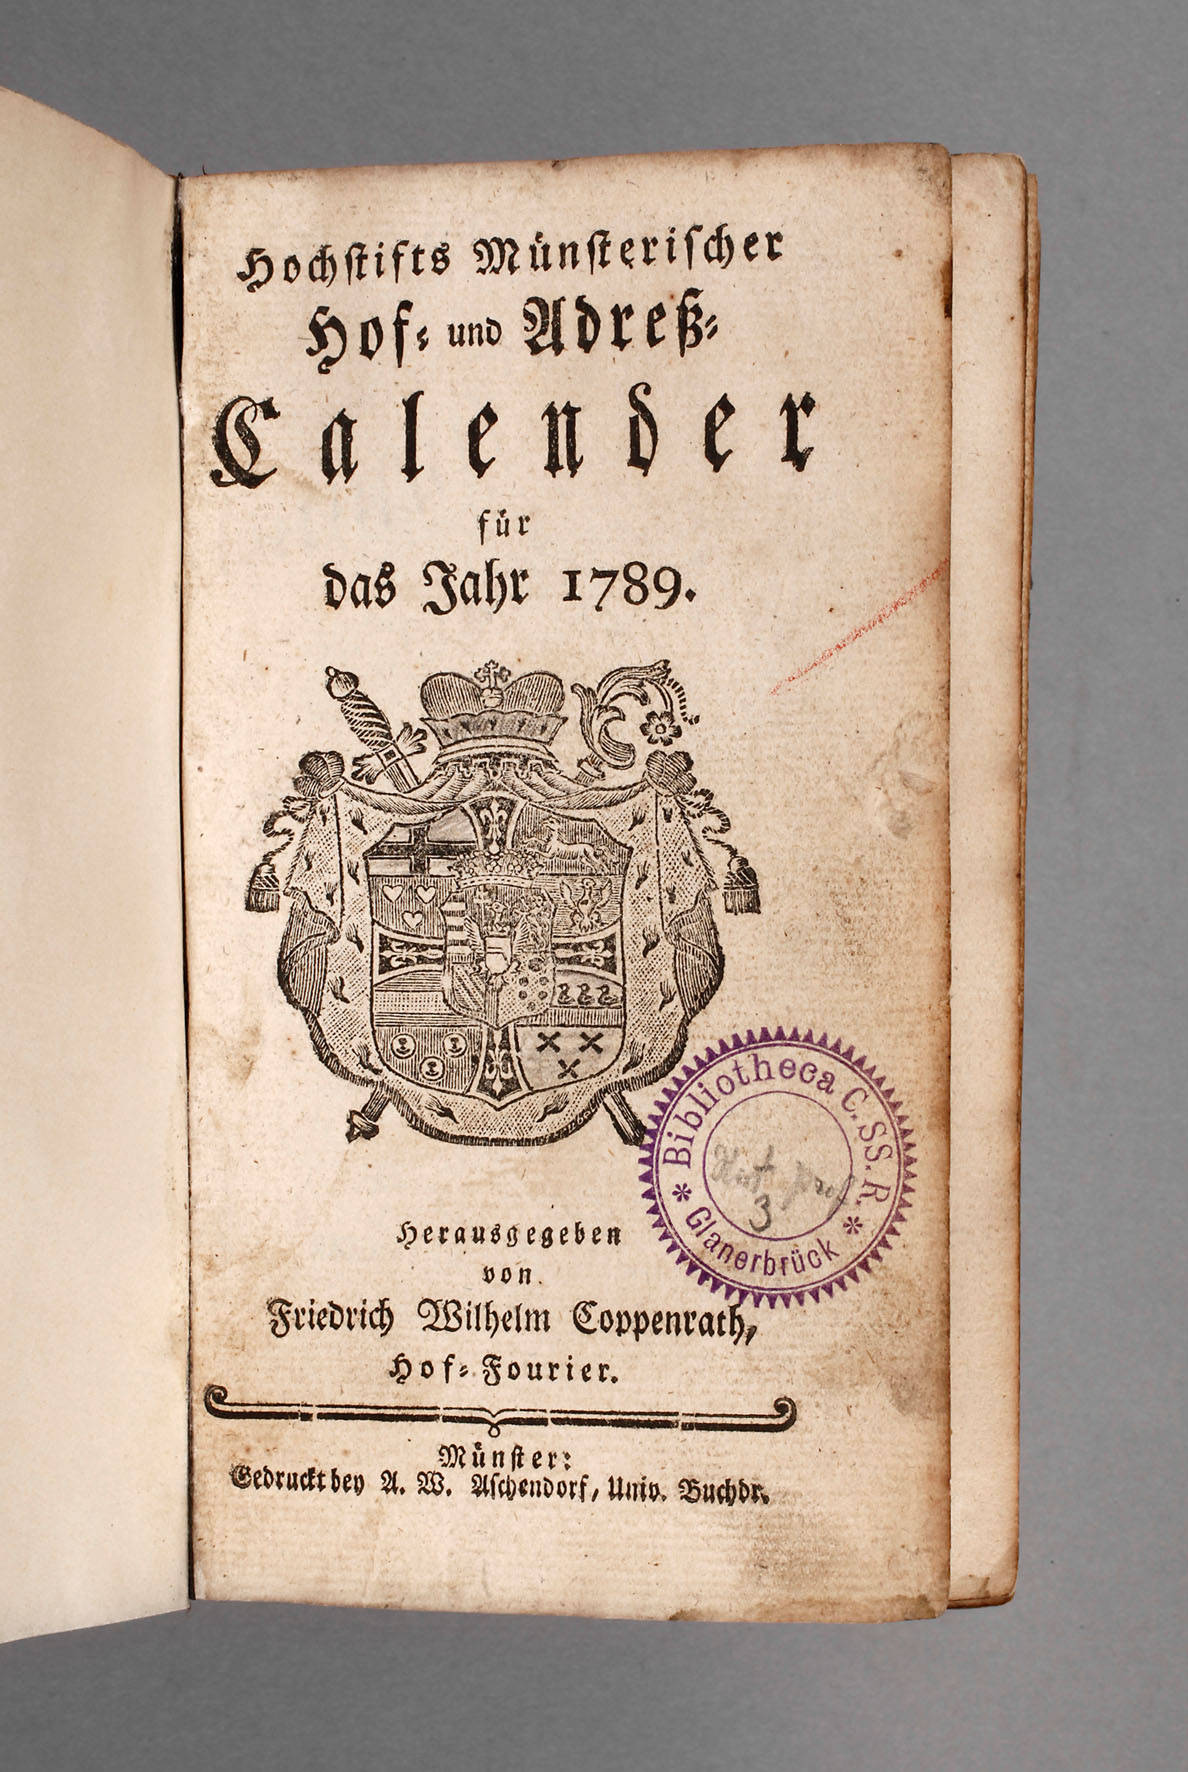 Hochstifts Münsterischer
Hof- und Adreß-
Calender
für
das Jahr 1789.
Herausgegeben
von
Friedrich Wilhelm Coppenrath,
Hof-Fourier.
Münster:
Gedruckt bey A. W. Aschendorf, Univ. Buchdr.
Bibliotheca C.SS.R.
* Glanerbrück *
3